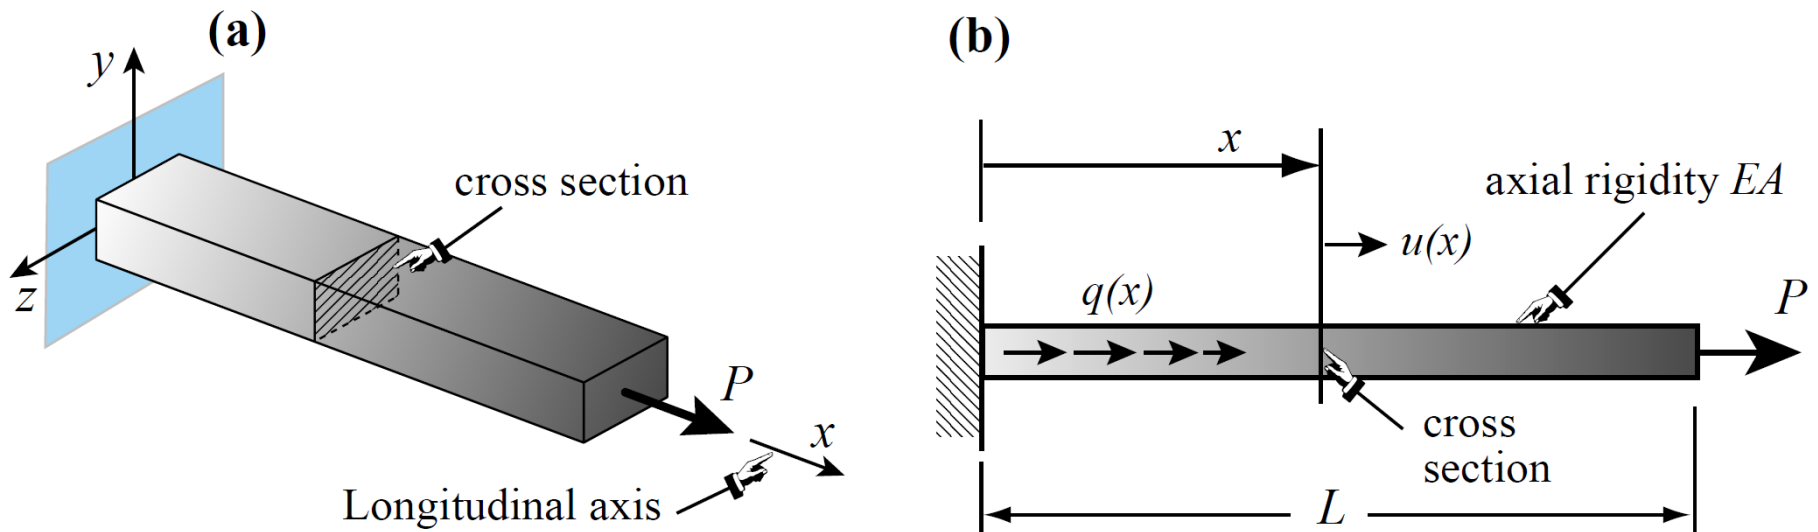 (a)
y
cross section
z
P
x
Longitudinal axis
(b)
x
axial rigidity EA
u(x)
q(x)
P
cross
section
L